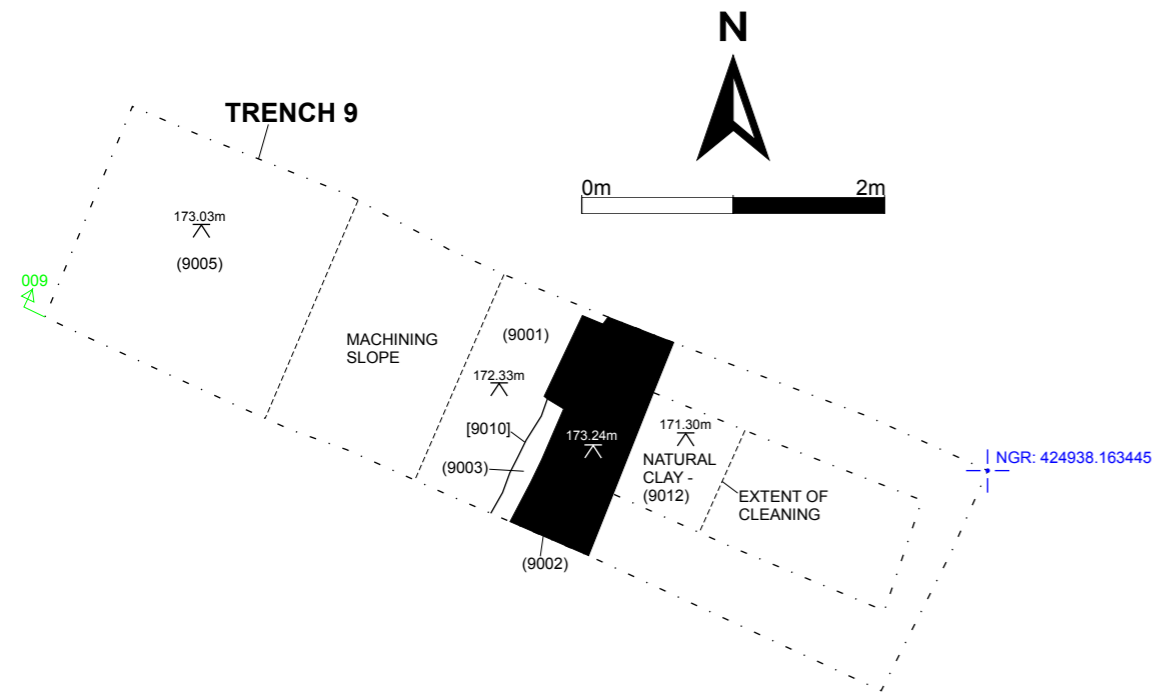 N
TRENCH 9
0m 2m
173.03m
(9005)
009
MACHINING
SLOPE
(9001)
172.33m
[9010]
(9003)
173.24m
(9002)
171.30m
NATURAL
CLAY -
(9012)
EXTENT OF
CLEANING
NGR: 424938.163445